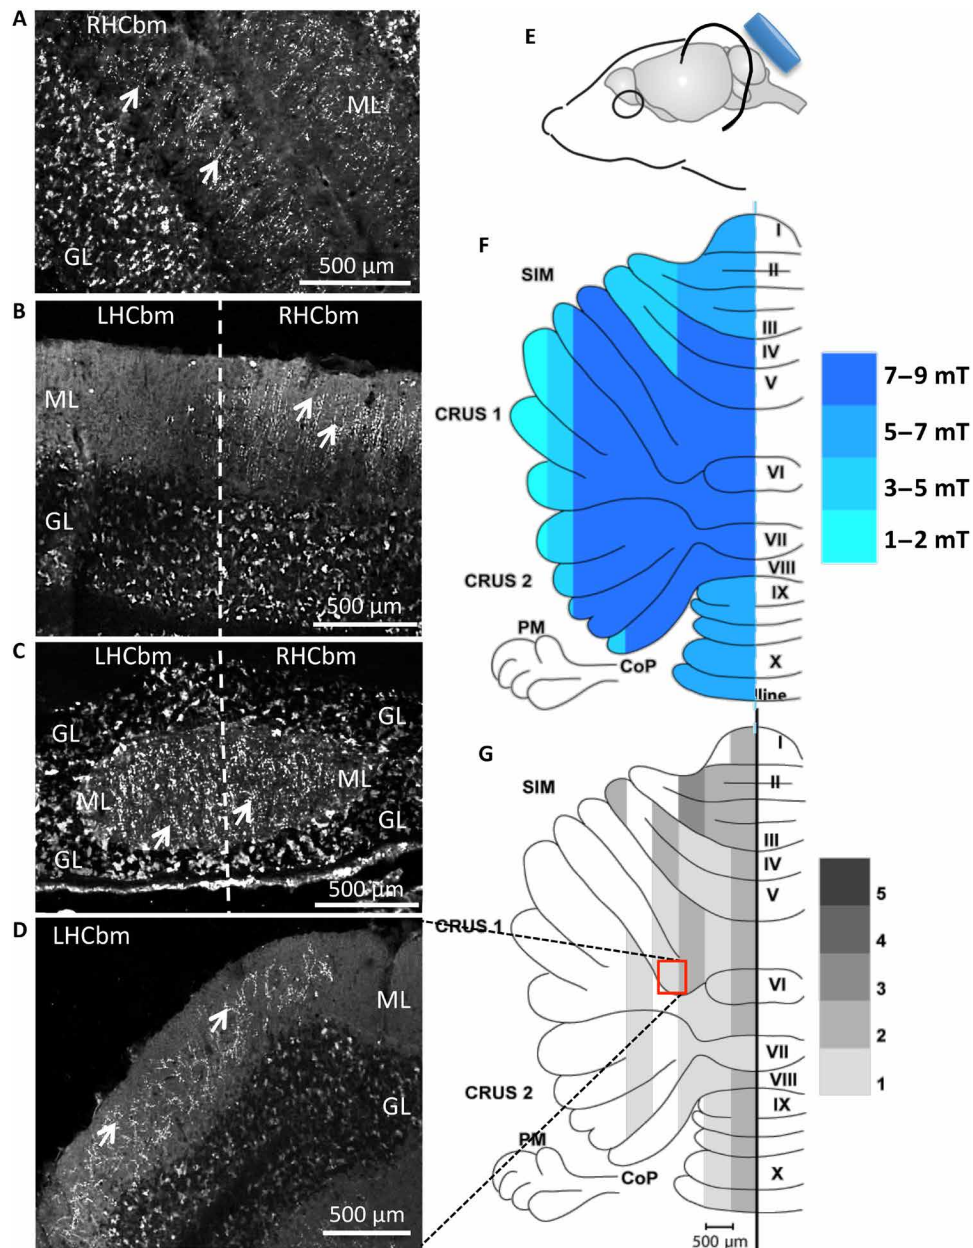 A
RHCbm
ML
GL
500 µm
B
LHCbm
RHCbm
ML
GL
500 µm
C
LHCbm
RHCbm
GL
GL
ML
ML
GL
GL
500 µm
D
LHCbm
ML
GL
500 µm
E
F
SIM
CRUS 1
CRUS 2
PM
CoP
I
II
III
IV
V
VI
VII
VIII
IX
X
lline
7–9 mT
5–7 mT
3–5 mT
1–2 mT
G
SIM
CRUS 1
CRUS 2
PM
CoP
I
II
III
IV
V
VI
VII
VIII
IX
X
5
4
3
2
1
500 µm